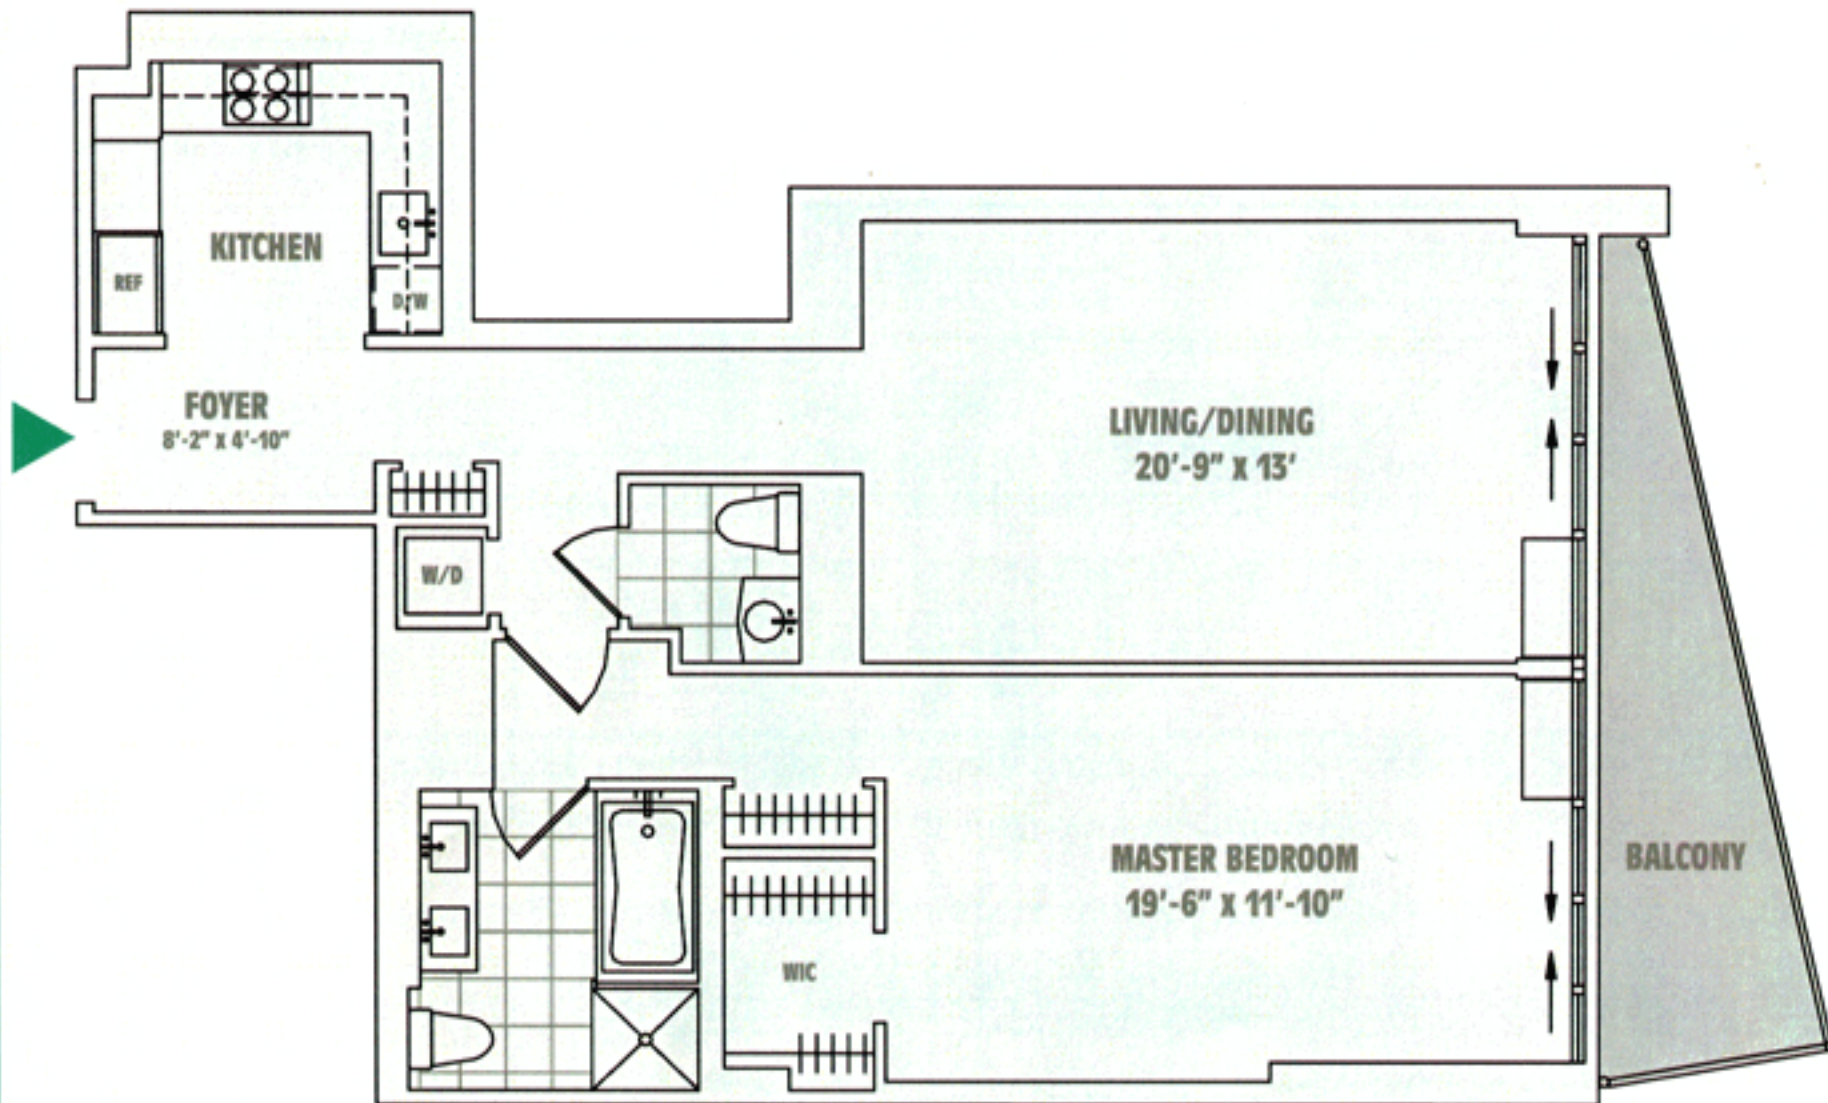 KITCHEN
REF
D/W
FOYER
8'-2" X 4'-10"
LIVING/DINING
20'-9" X 13'
W/D
MASTER BEDROOM
19'-6" X 11'-10"
BALCONY
WIC